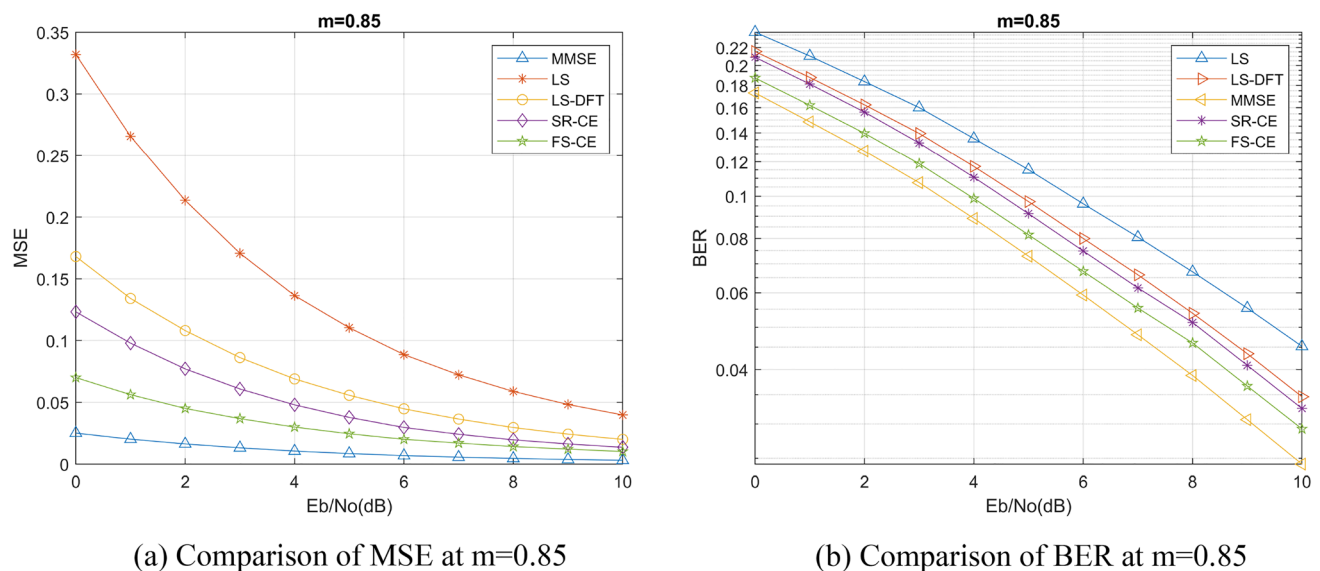 m=0.85
MSE
0.35
0.3
0.25
0.2
0.15
0.1
0.05
0
MMSE
LS
LS-DFT
SR-CE
FS-CE
0 2 4 6 8 10
Eb/No(dB)
(a) Comparison of MSE at m=0.85
m=0.85
BER
0.22
0.2
0.18
0.16
0.14
0.12
0.1
0.08
0.06
0.04
LS
LS-DFT
MMSE
SR-CE
FS-CE
0 2 4 6 8 10
Eb/No(dB)
(b) Comparison of BER at m=0.85